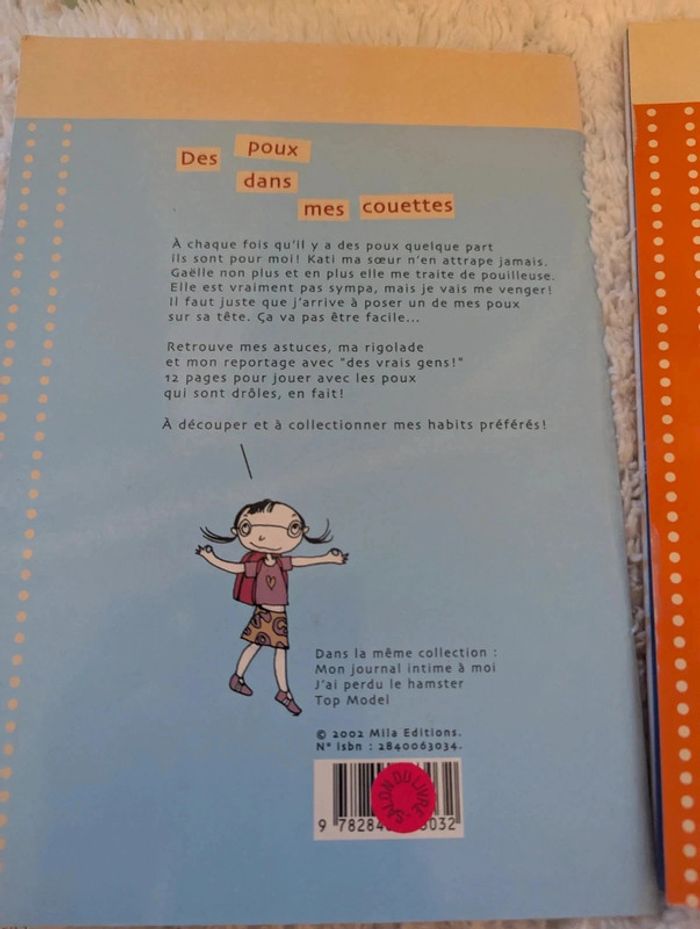 Des poux
dans
mes couettes
À chaque fois qu'il y a des poux quelque part
ils sont pour moi! Kati ma sœur n'en attrape jamais.
Gaëlle non plus et en plus elle me traite de pouilleuse.
Elle est vraiment pas sympa, mais je vais me venger!
Il faut juste que j'arrive à poser un de mes poux
sur sa tête. Ça va pas être facile...
Retrouve mes astuces, ma rigolade
et mon reportage avec "des vrais gens!"
12 pages pour jouer avec les poux
qui sont drôles, en fait!
À découper et à collectionner mes habits préférés!
Dans la même collection :
Mon journal intime à moi
J'ai perdu le hamster
Top Model
© 2002 Mila Editions.
N° Isbn : 2840063034.
SALON DU LIVRE